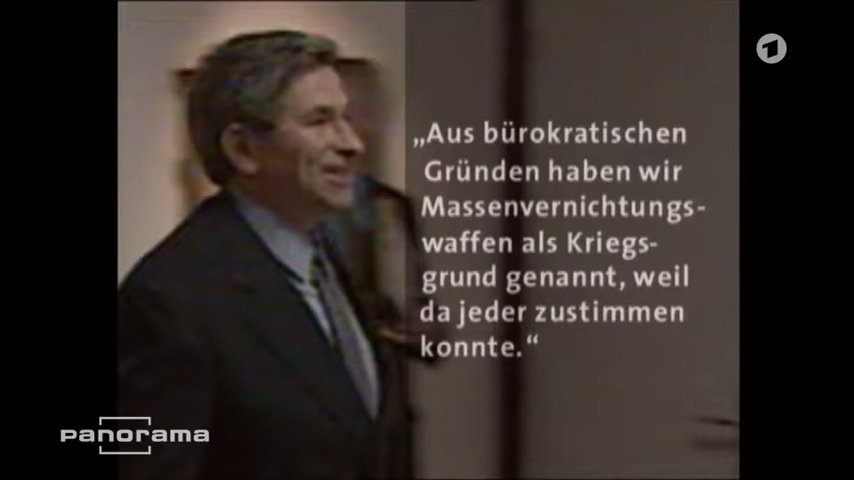 „Aus bürokratischen
Gründen haben wir
Massenvernichtungs-
waffen als Kriegs-
grund genannt, weil
da jeder zustimmen
konnte.“
panorama
1